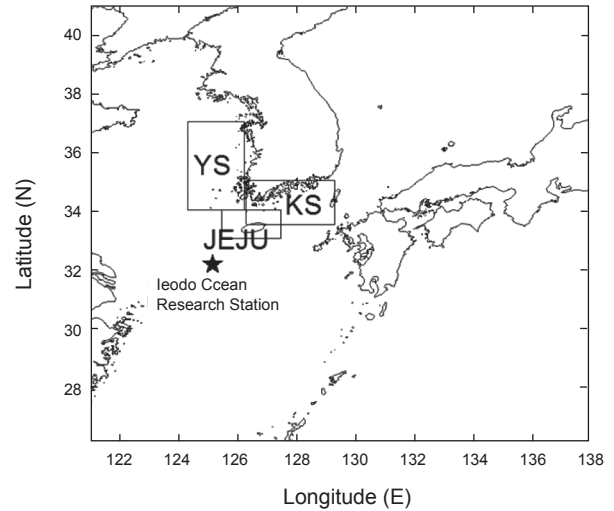 40
38
36
34
32
30
28
Latitude (N)
YS
KS
JEJU
Ieodo Ccean
Research Station
122 124 126 128 130 132 134 136 138
Longitude (E)